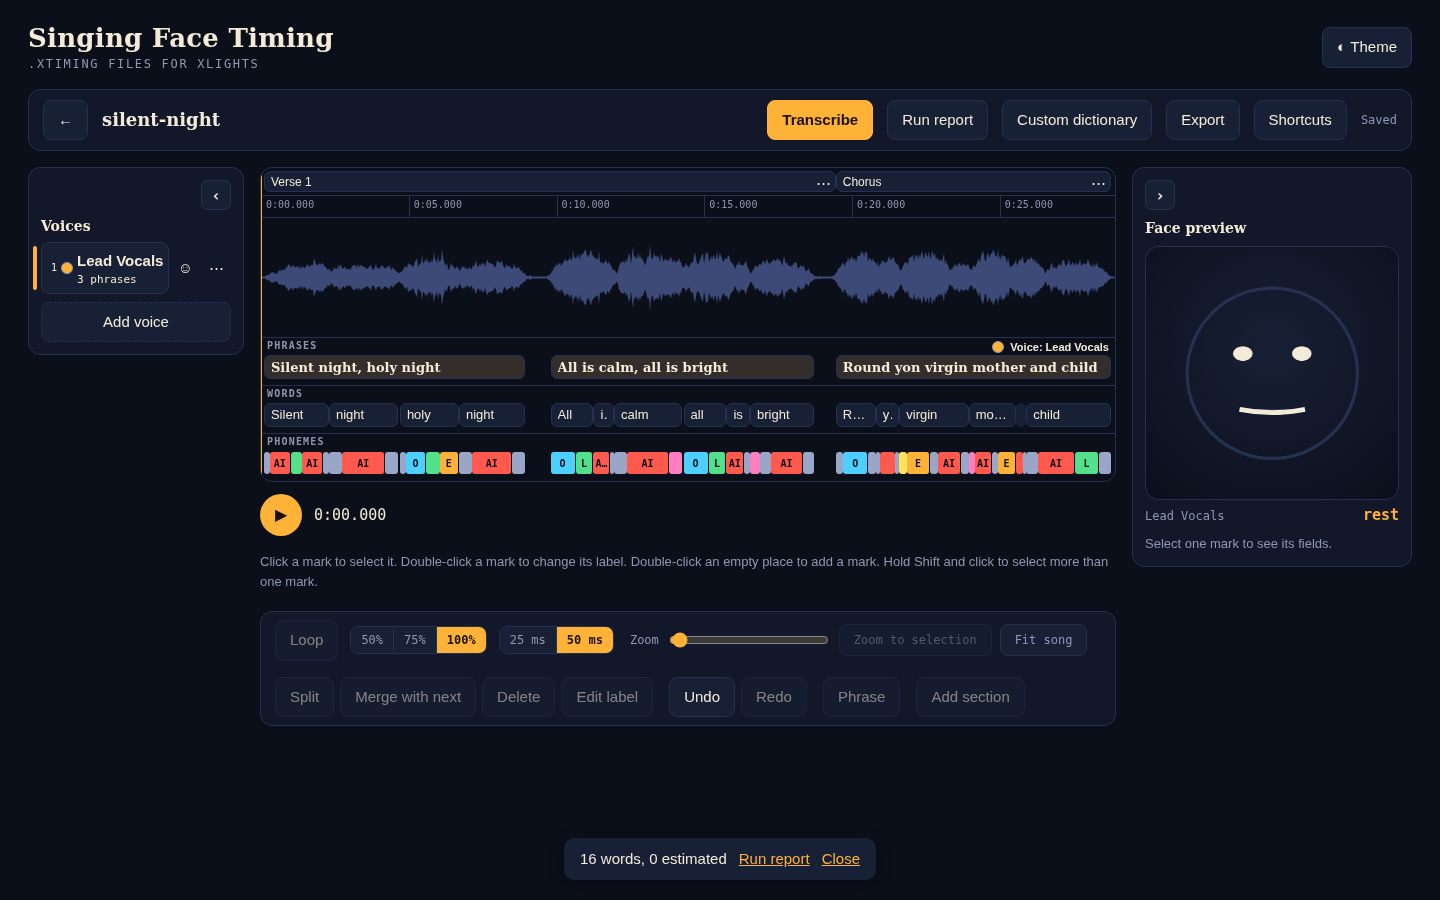 Singing Face Timing
.XTIMING FILES FOR XLIGHTS
Theme
←
silent-night
Transcribe
Run report
Custom dictionary
Export
Shortcuts
Saved
‹
Voices
1
Lead Vocals
3 phrases
☺
⋯
Add voice
Verse 1 ⋯
Chorus ⋯
0:00.000 0:05.000 0:10.000 0:15.000 0:20.000 0:25.000
PHRASES
Voice: Lead Vocals
Silent night, holy night
All is calm, all is bright
Round yon virgin mother and child
WORDS
Silent night holy night All i. calm all is bright R… y. virgin mo… child
PHONEMES
AI AI AI O E AI O L A… AI O L AI AI O E AI AI E AI L
▶
0:00.000
Click a mark to select it. Double-click a mark to change its label. Double-click an empty place to add a mark. Hold Shift and click to select more than
one mark.
Loop
50% 75% 100%
25 ms 50 ms
Zoom
Zoom to selection
Fit song
Split
Merge with next
Delete
Edit label
Undo
Redo
Phrase
Add section
›
Face preview
Lead Vocals
rest
Select one mark to see its fields.
16 words, 0 estimated Run report Close